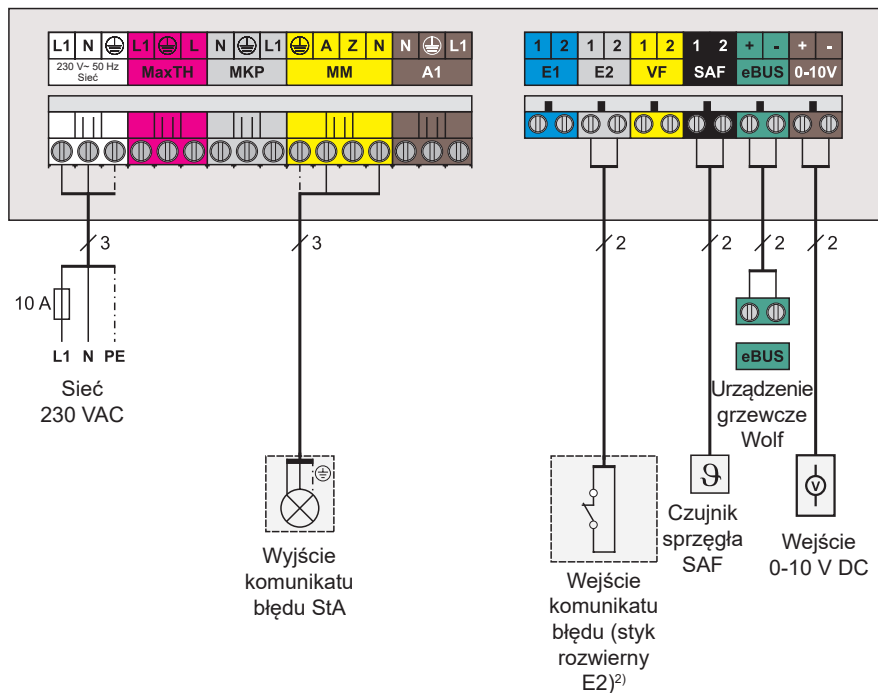 L1 N L1 L N L1 A Z N N L1
230 V~ 50 Hz
Sieć
MaxTH MKP MM A1
1 2 1 2 1 2 1 2 + - + -
E1 E2 VF SAF eBUS 0-10V
3 3 2 2 2 2
10 A
L1 N PE
Sieć
230 VAC
Wyjście
komunikatu
błędu StA
Wejście
komunikatu
błędu (styk
rozwierny
E2)2)
ϑ
Czujnik
sprzęgła
SAF
eBUS
Urządzenie
grzewcze
Wolf
V
Wejście
0-10 V DC